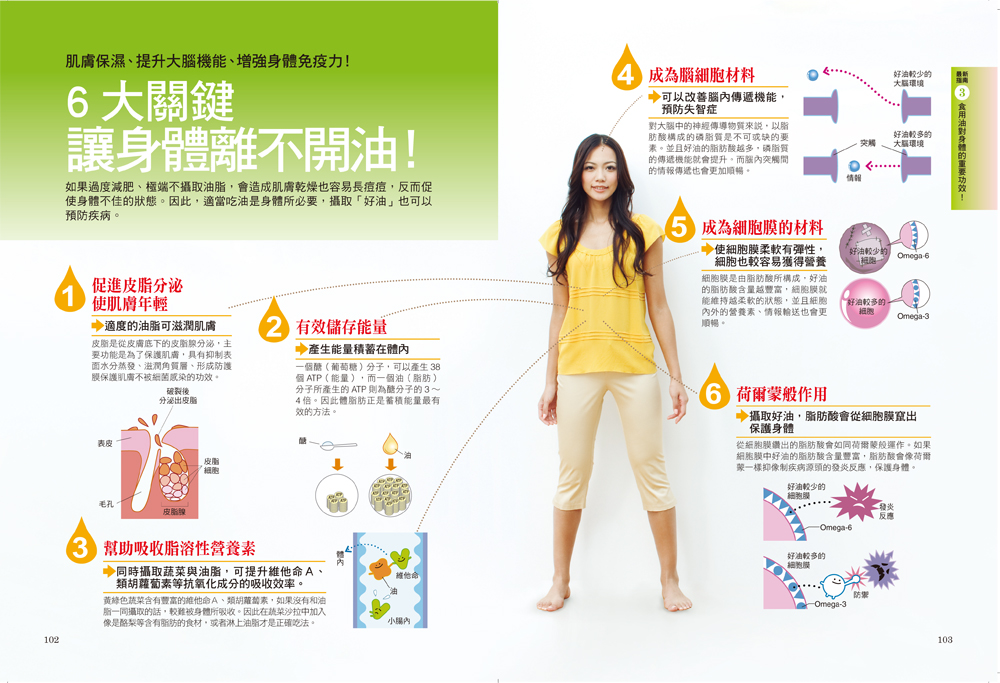 肌膚保濕、提升大腦機能、增強身體免疫力!
6 大關鍵
讓身體離不開油!
如果過度減肥、極端不攝取油脂,會造成肌膚乾燥也容易長痘痘,反而促
使身體不佳的狀態。因此,適當吃油是身體所必要,攝取「好油」也可以
預防疾病。
1
促進皮脂分泌
使肌膚年輕
適度的油脂可滋潤肌膚
皮脂是從皮膚底下的皮脂腺分泌,主
要功能是為了保護肌膚,具有抑制表
面水分蒸發、滋潤角質層、形成防護
膜保護肌膚不被細菌感染的功效。
破裂後
分泌出皮脂
表皮
皮脂
細胞
毛孔
皮脂腺
2
有效儲存能量
產生能量積蓄在體內
一個醣(葡萄糖)分子,可以產生 38
個 ATP(能量),而一個油(脂肪)
分子所產生的 ATP 則為醣分子的 3~
4 倍。因此體脂肪正是蓄積能量最有
效的方法。
醣
油
3
幫助吸收脂溶性營養素
同時攝取蔬菜與油脂,可提升維他命 A、
類胡蘿蔔素等抗氧化成分的吸收效率。
黃綠色蔬菜含有豐富的維他命 A、類胡蘿蔔素,如果沒有和油
脂一同攝取的話,較難被身體所吸收。因此在蔬菜沙拉中加入
像是酪梨等含有脂肪的食材,或者淋上油脂才是正確吃法。
體
內
維他命
油
小腸內
102
4
成為腦細胞材料
可以改善腦內傳遞機能,
預防失智症
對大腦中的神經傳導物質來說,以脂
肪酸構成的磷脂質是不可或缺的要
素。並且好油的脂肪酸越多,磷脂質
的傳遞機能就會提升。而腦內突觸間
的情報傳遞也會更加順暢。
好油較少的
大腦環境
好油較多的
大腦環境
突觸
情報
5
成為細胞膜的材料
使細胞膜柔軟有彈性,
細胞也較容易獲得營養
細胞膜是由脂肪酸所構成。好油
的脂肪酸含量越豐富,細胞膜就
能維持越柔軟的狀態,並且細胞
內外的營養素、情報輸送也會更
順暢。
好油較少的
細胞
Omega-6
好油較多的
細胞
Omega-3
6
荷爾蒙般作用
攝取好油,脂肪酸會從細胞膜竄出
保護身體
從細胞膜鑽出的脂肪酸會如同荷爾蒙般運作。如果
細胞膜中好油的脂肪酸含量豐富,脂肪酸會像荷爾
蒙一樣抑像制疾病源頭的發炎反應,保護身體。
好油較少的
細胞膜
發炎
反應
Omega-6
好油較多的
細胞膜
防禦
Omega-3
最新
指南
3
食用油對身體的重要功效!
103